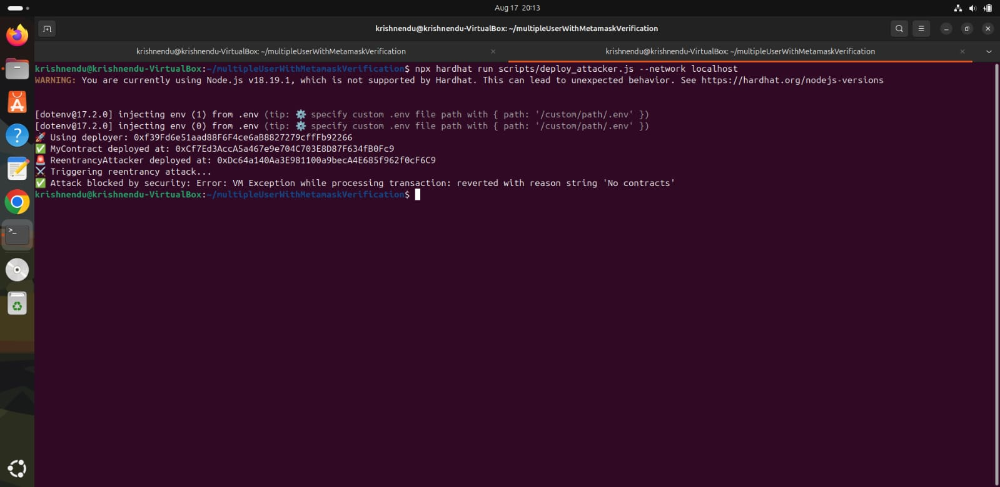 Aug 17 20:13
krishnendu@krishnendu-VirtualBox: ~/multipleUserWithMetamaskVerification
krishnendu@krishnendu-VirtualBox: ~/multipleUserWithMetamaskVerification
krishnendu@krishnendu-VirtualBox: ~/multipleUserWithMetamaskVerification
krishnendu@krishnendu-VirtualBox:~/multipleUserWithMetamaskVerification$ npx hardhat run scripts/deploy_attacker.js --network localhost
WARNING: You are currently using Node.js v18.19.1, which is not supported by Hardhat. This can lead to unexpected behavior. See https://hardhat.org/nodejs-versions
[dotenv@17.2.0] injecting env (1) from .env (tip: ⚙️ specify custom .env file path with { path: '/custom/path/.env' })
[dotenv@17.2.0] injecting env (0) from .env (tip: ⚙️ specify custom .env file path with { path: '/custom/path/.env' })
🚀 Using deployer: 0xf39Fd6e51aad88F6F4ce6aB8827279cffFb92266
✅ MyContract deployed at: 0xCf7Ed3AccA5a467e9e704C703E8D87F634fB0Fc9
🚨 ReentrancyAttacker deployed at: 0xDc64a140Aa3E981100a9becA4E685f962f0cF6C9
⚔️ Triggering reentrancy attack...
✅ Attack blocked by security: Error: VM Exception while processing transaction: reverted with reason string 'No contracts'
krishnendu@krishnendu-VirtualBox:~/multipleUserWithMetamaskVerification$